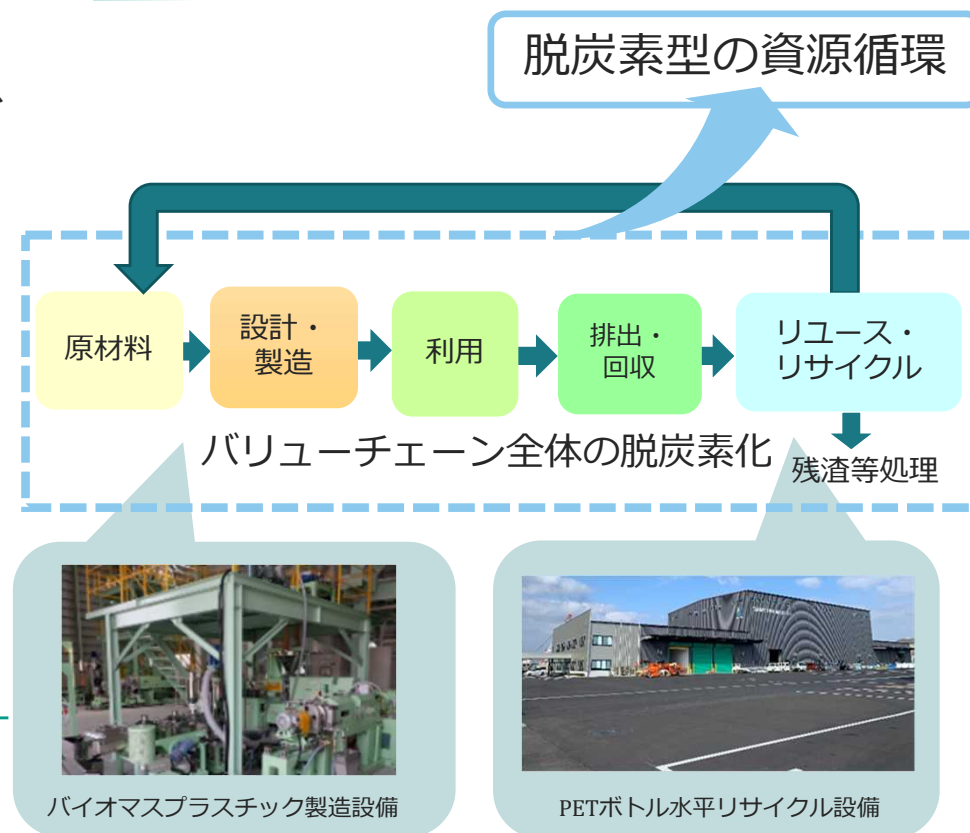 脱炭素型の資源循環
、
原材料
設計・
製造
利用
排出・
回収
リユース・
リサイクル
バリューチェーン全体の脱炭素化
残渣等処理
バイオマスプラスチック製造設備
PETボトル水平リサイクル設備